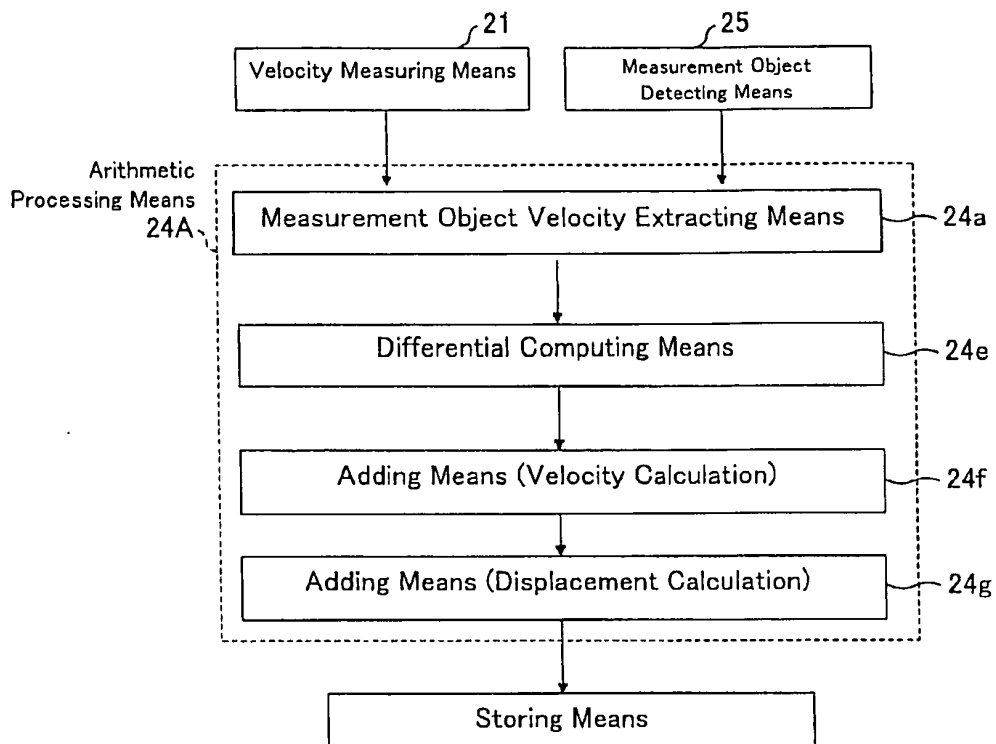 21
25
Velocity Measuring Means
Measurement Object
Detecting Means
Arithmetic
Processing Means
24A
Measurement Object Velocity Extracting Means
24a
Differential Computing Means
24e
Adding Means (Velocity Calculation)
24f
Adding Means (Displacement Calculation)
24g
Storing Means